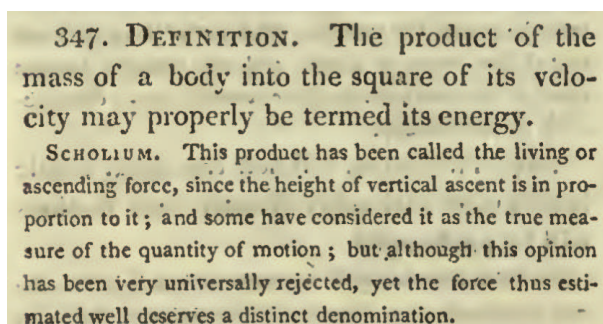 347. DEFINITION. The product of the
mass of a body into the square of its velo-
city may properly be termed its energy.
SCHOLIUM. This product has been called the living or
ascending force, since the height of vertical ascent is in pro-
portion to it; and some have considered it as the true mea-
sure of the quantity of motion; but although this opinion
has been very universally rejected, yet the force thus esti-
mated well deserves a distinct denomination.